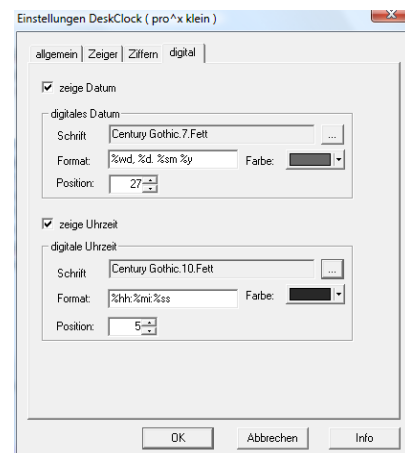 Einstellungen DeskClock ( pro^x klein )
allgemein Zeiger Ziffern digital
zeige Datum
digitales Datum
Schrift Century Gothic.7.Fett ...
Format: %wd, %d. %sm %y Farbe:
Position: 27
zeige Uhrzeit
digitale Uhrzeit
Schrift Century Gothic.10.Fett ...
Format: %hh:%mi:%ss Farbe:
Position: 5
OK Abbrechen Info